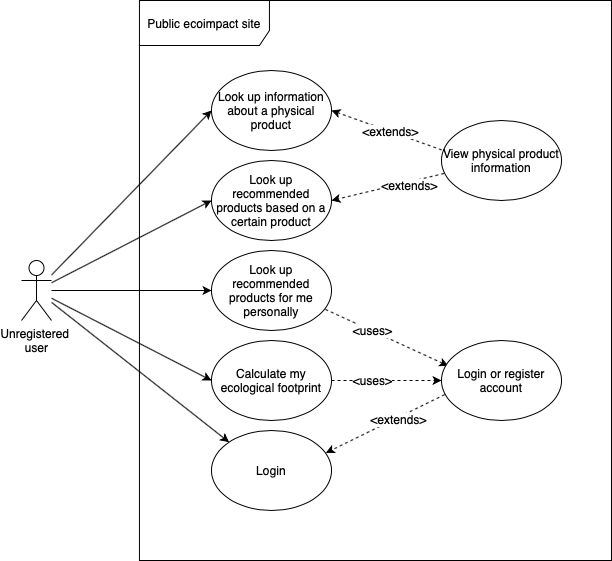 Public ecoimpact site
Look up information
about a physical
product
<extends>
View physical product
information
Look up
recommended
products based on a
certain product
<extends>
Unregistered
user
Look up
recommended
products for me
personally
<uses>
Calculate my
ecological footprint
<uses>
Login or register
account
<extends>
Login